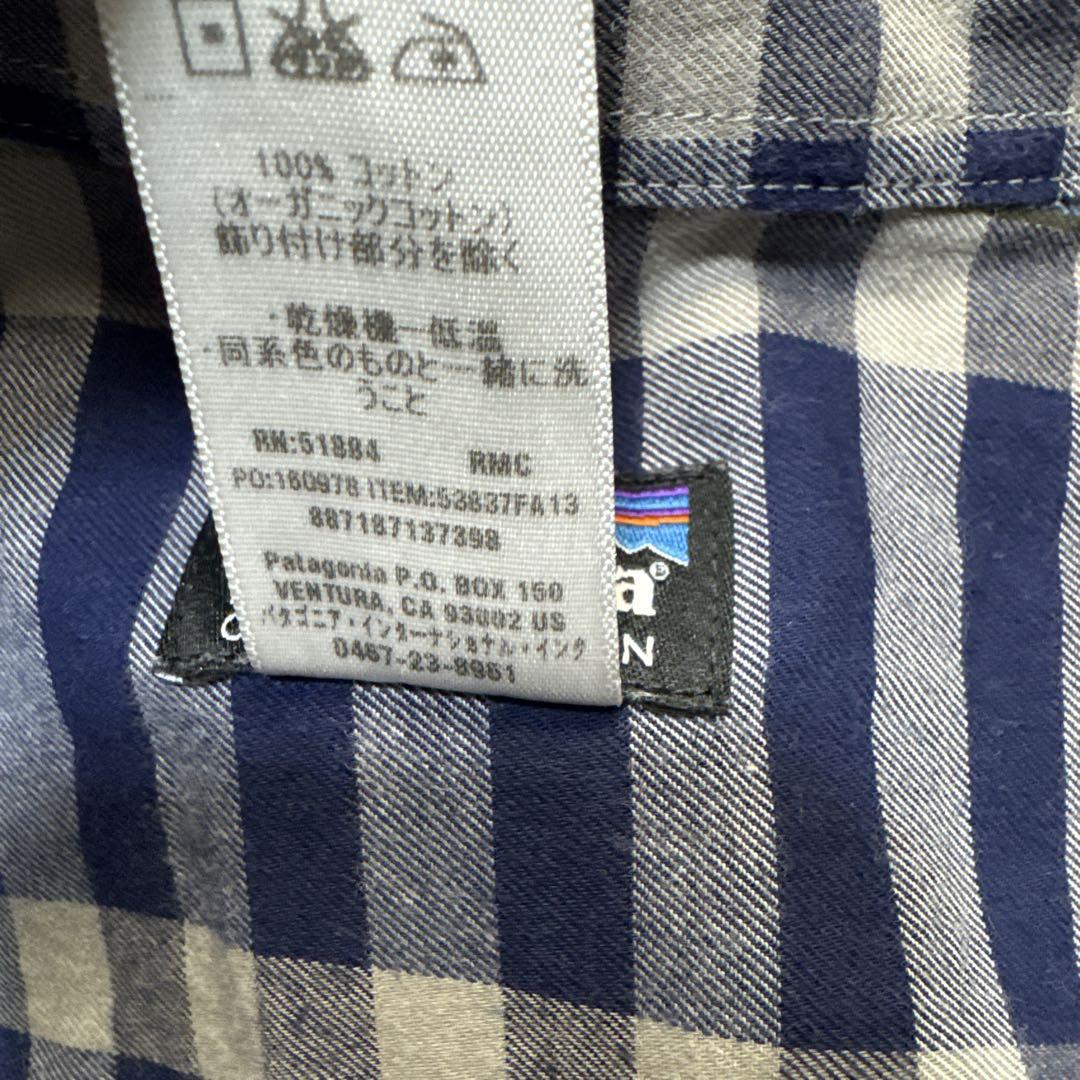 100% コットン
(オーガニックコットン)
飾り付け部分を除く
・乾燥機ー低温
・同系色のものと一緒に洗
うこと
RN:51884 RMC
PO:160978 ITEM:53837FA13
887187137398
Patagonia P.O. BOX 150
VENTURA, CA 93002 US
パタゴニア・インターナショナル・インク
0467-23-8961
a®
N